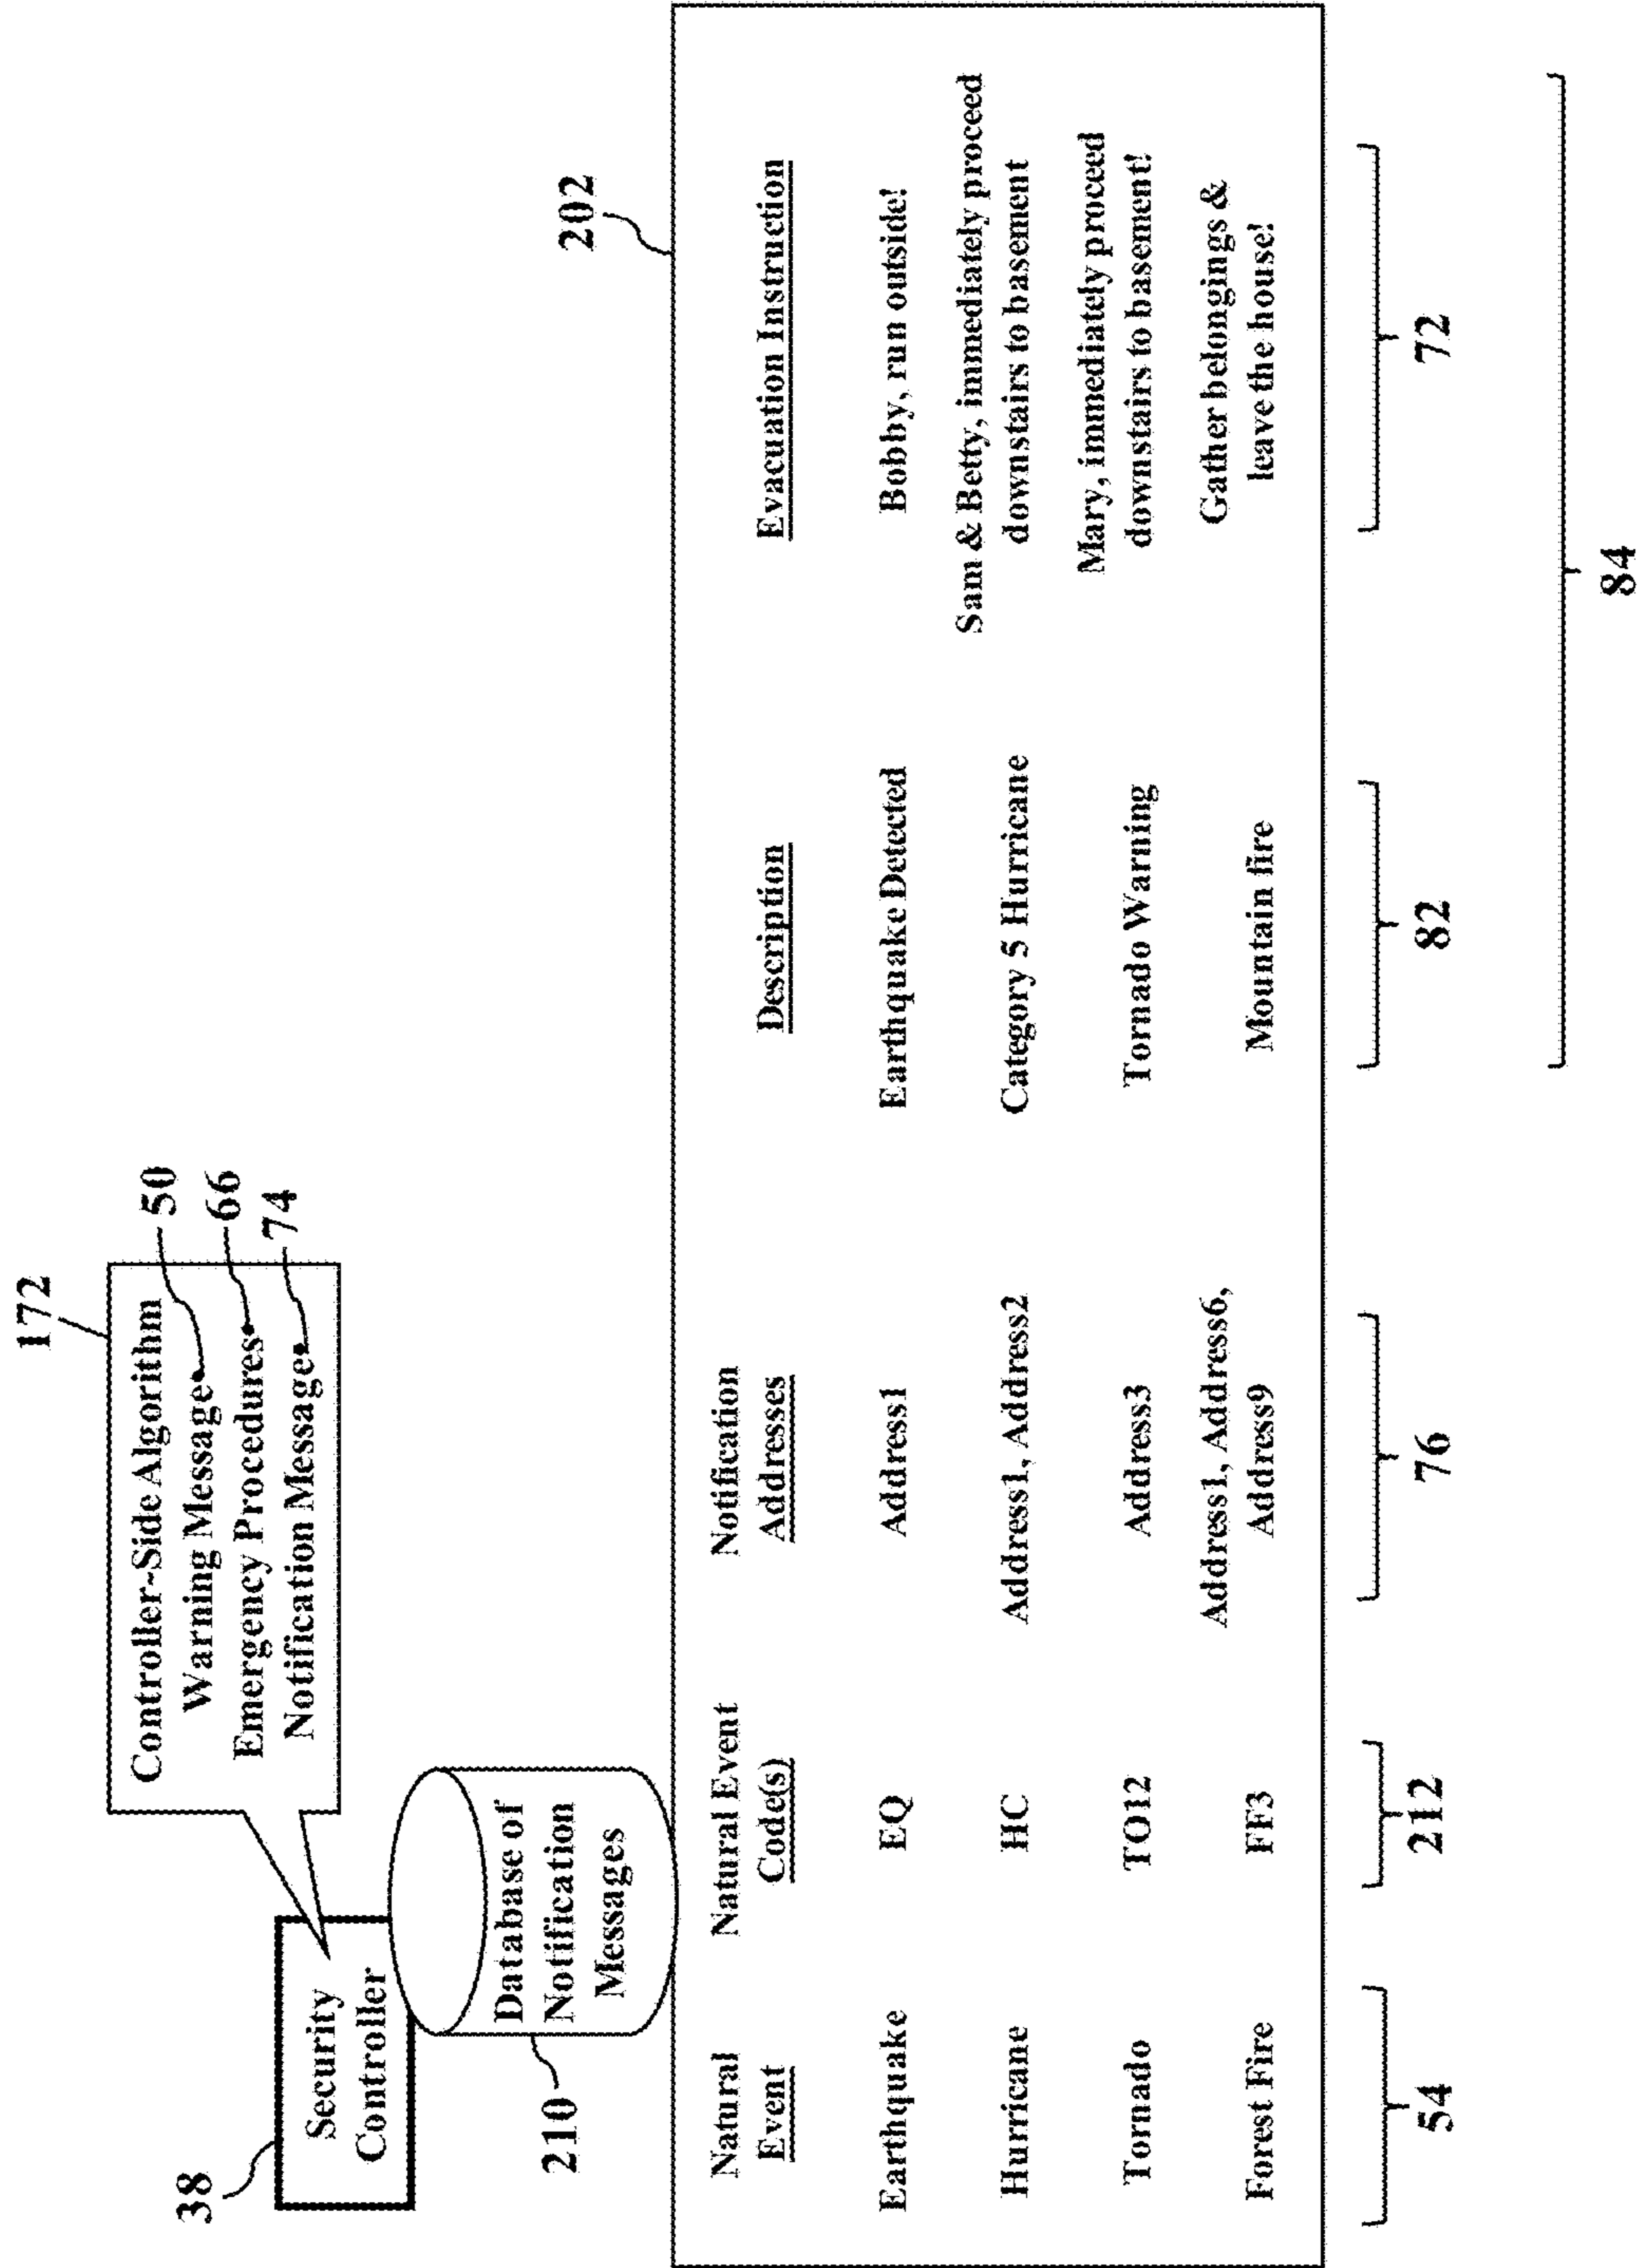 172
Controller-Side Algorithm
Warning Message
50
Emergency Procedures
66
Notification Message
74
38
Security
Controller
210
Database of
Notification
Messages
202
Natural
Event
Natural Event
Code(s)
Notification
Addresses
Description
Evacuation Instruction
Earthquake
EQ
Address1
Earthquake Detected
Bobby, run outside!
Hurricane
HC
Address1, Address2
Category 5 Hurricane
Sam & Betty, immediately proceed
downstairs to basement
Tornado
TO12
Address3
Tornado Warning
Mary, immediately proceed
downstairs to basement!
Forest Fire
FF3
Address1, Address6,
Address9
Mountain fire
Gather belongings &
leave the house!
54
212
76
82
72
84